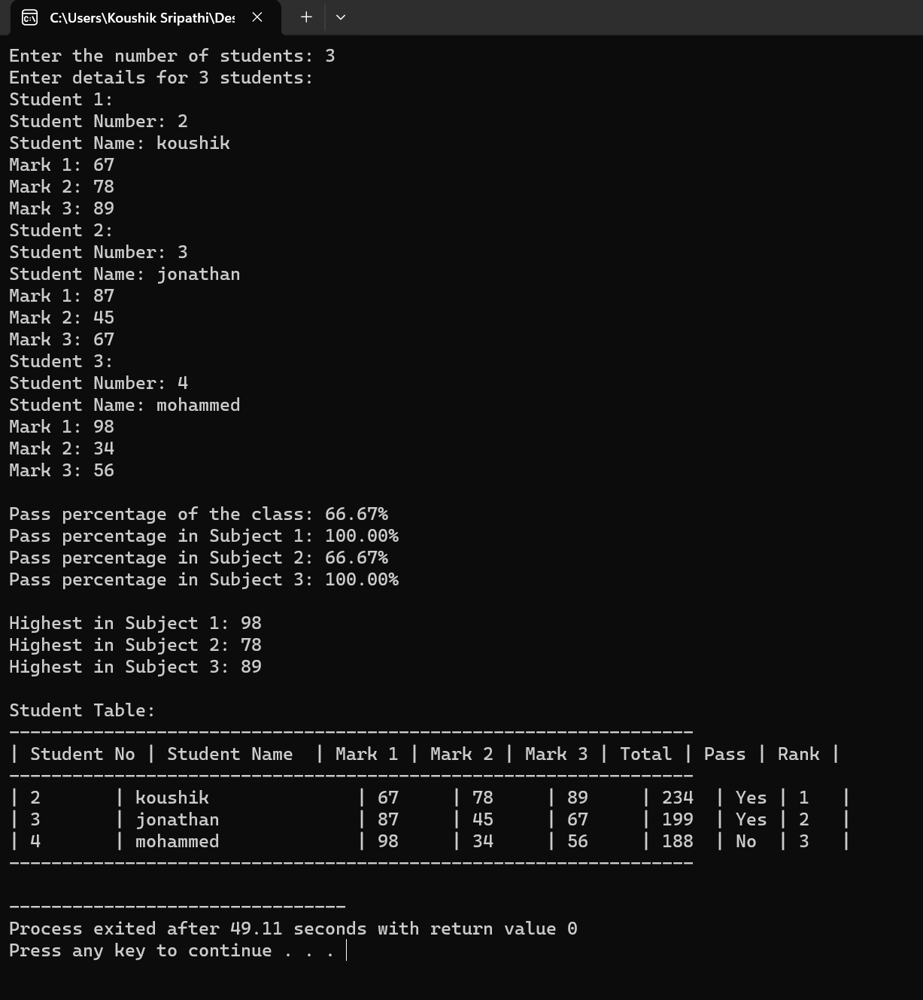 C:\Users\Koushik Sripathi\Des
Enter the number of students: 3
Enter details for 3 students:
Student 1:
Student Number: 2
Student Name: koushik
Mark 1: 67
Mark 2: 78
Mark 3: 89
Student 2:
Student Number: 3
Student Name: jonathan
Mark 1: 87
Mark 2: 45
Mark 3: 67
Student 3:
Student Number: 4
Student Name: mohammed
Mark 1: 98
Mark 2: 34
Mark 3: 56
Pass percentage of the class: 66.67%
Pass percentage in Subject 1: 100.00%
Pass percentage in Subject 2: 66.67%
Pass percentage in Subject 3: 100.00%
Highest in Subject 1: 98
Highest in Subject 2: 78
Highest in Subject 3: 89
Student Table:
-----------------------------------------------------------------
| Student No | Student Name  | Mark 1 | Mark 2 | Mark 3 | Total | Pass | Rank |
-----------------------------------------------------------------
| 2       | koushik              | 67     | 78     | 89     | 234  | Yes | 1   |
| 3       | jonathan             | 87     | 45     | 67     | 199  | Yes | 2   |
| 4       | mohammed             | 98     | 34     | 56     | 188  | No  | 3   |
-----------------------------------------------------------------
--------------------------------
Process exited after 49.11 seconds with return value 0
Press any key to continue . . .